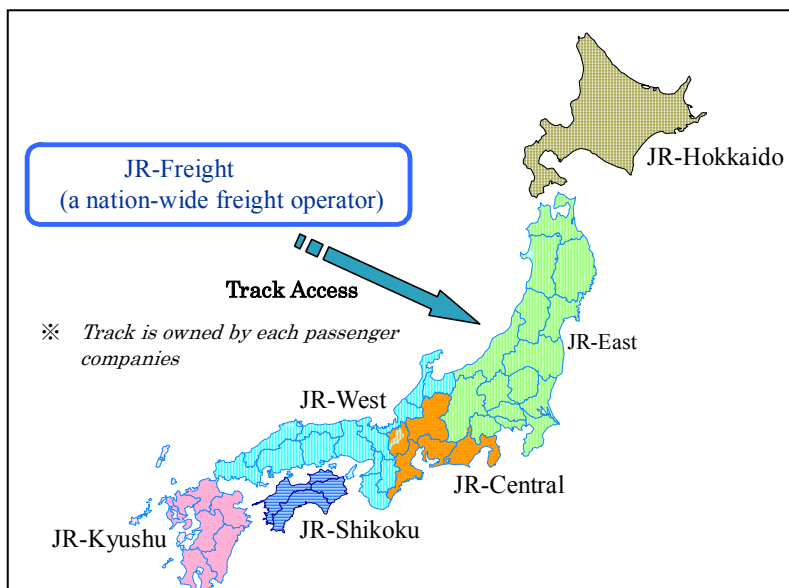 JR-Freight
(a nation-wide freight operator)
Track Access
※ Track is owned by each passenger
companies
JR-Hokkaido
JR-East
JR-West
JR-Central
JR-Shikoku
JR-Kyushu